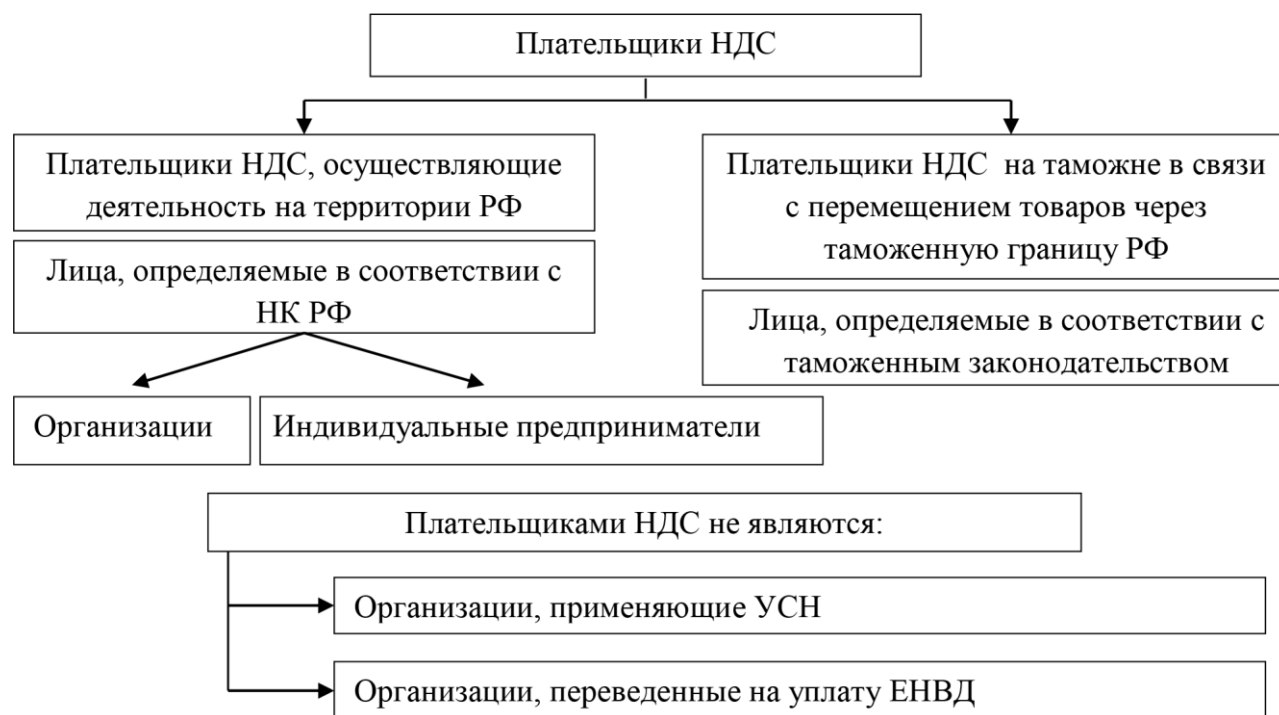 Плательщики НДС
Плательщики НДС, осуществляющие
деятельность на территории РФ
Плательщики НДС на таможне в связи
с перемещением товаров через
таможенную границу РФ
Лица, определяемые в соответствии с
НК РФ
Лица, определяемые в соответствии с
таможенным законодательством
Организации
Индивидуальные предприниматели
Плательщиками НДС не являются:
Организации, применяющие УСН
Организации, переведенные на уплату ЕНВД